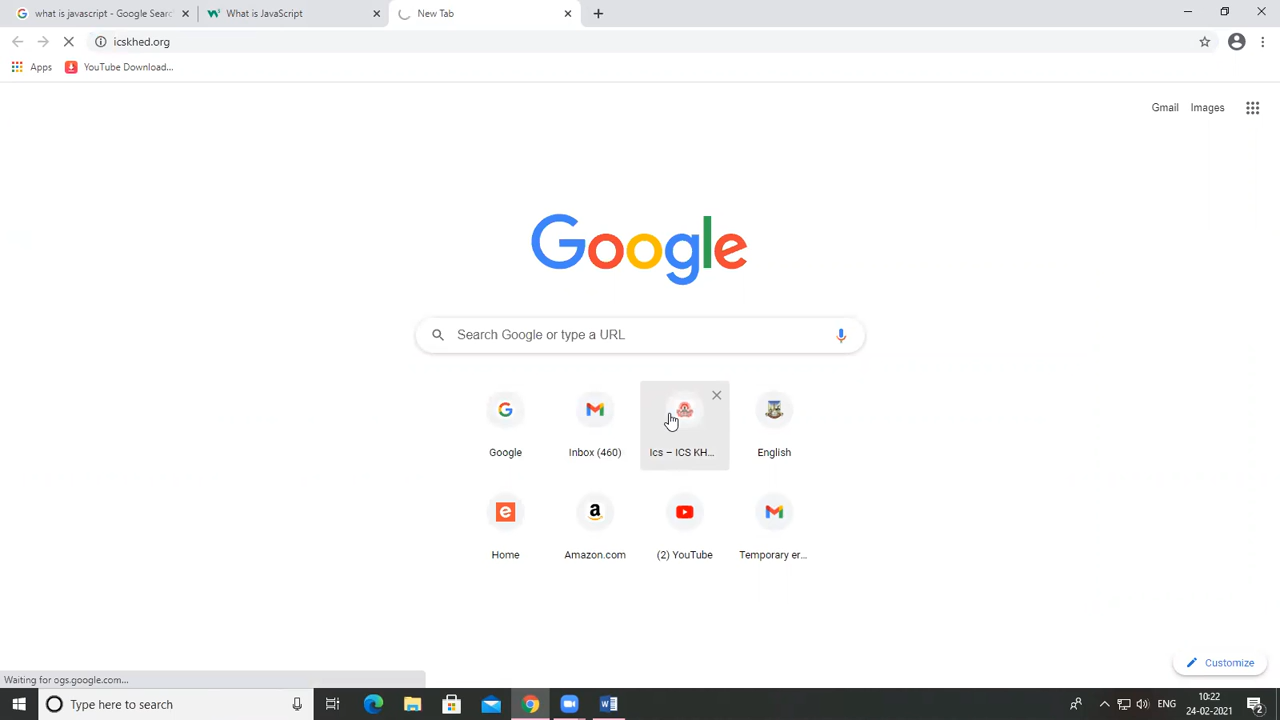 what is javascript - Google Searc
What is JavaScript
New Tab
icskhed.org
Apps
YouTube Download...
Gmail
Images
Google
Search Google or type a URL
Google
Inbox (460)
Ics – ICS KH...
English
Home
Amazon.com
(2) YouTube
Temporary er...
Customize
Waiting for ogs.google.com...
Type here to search
ENG
10:22
24-02-2021
2